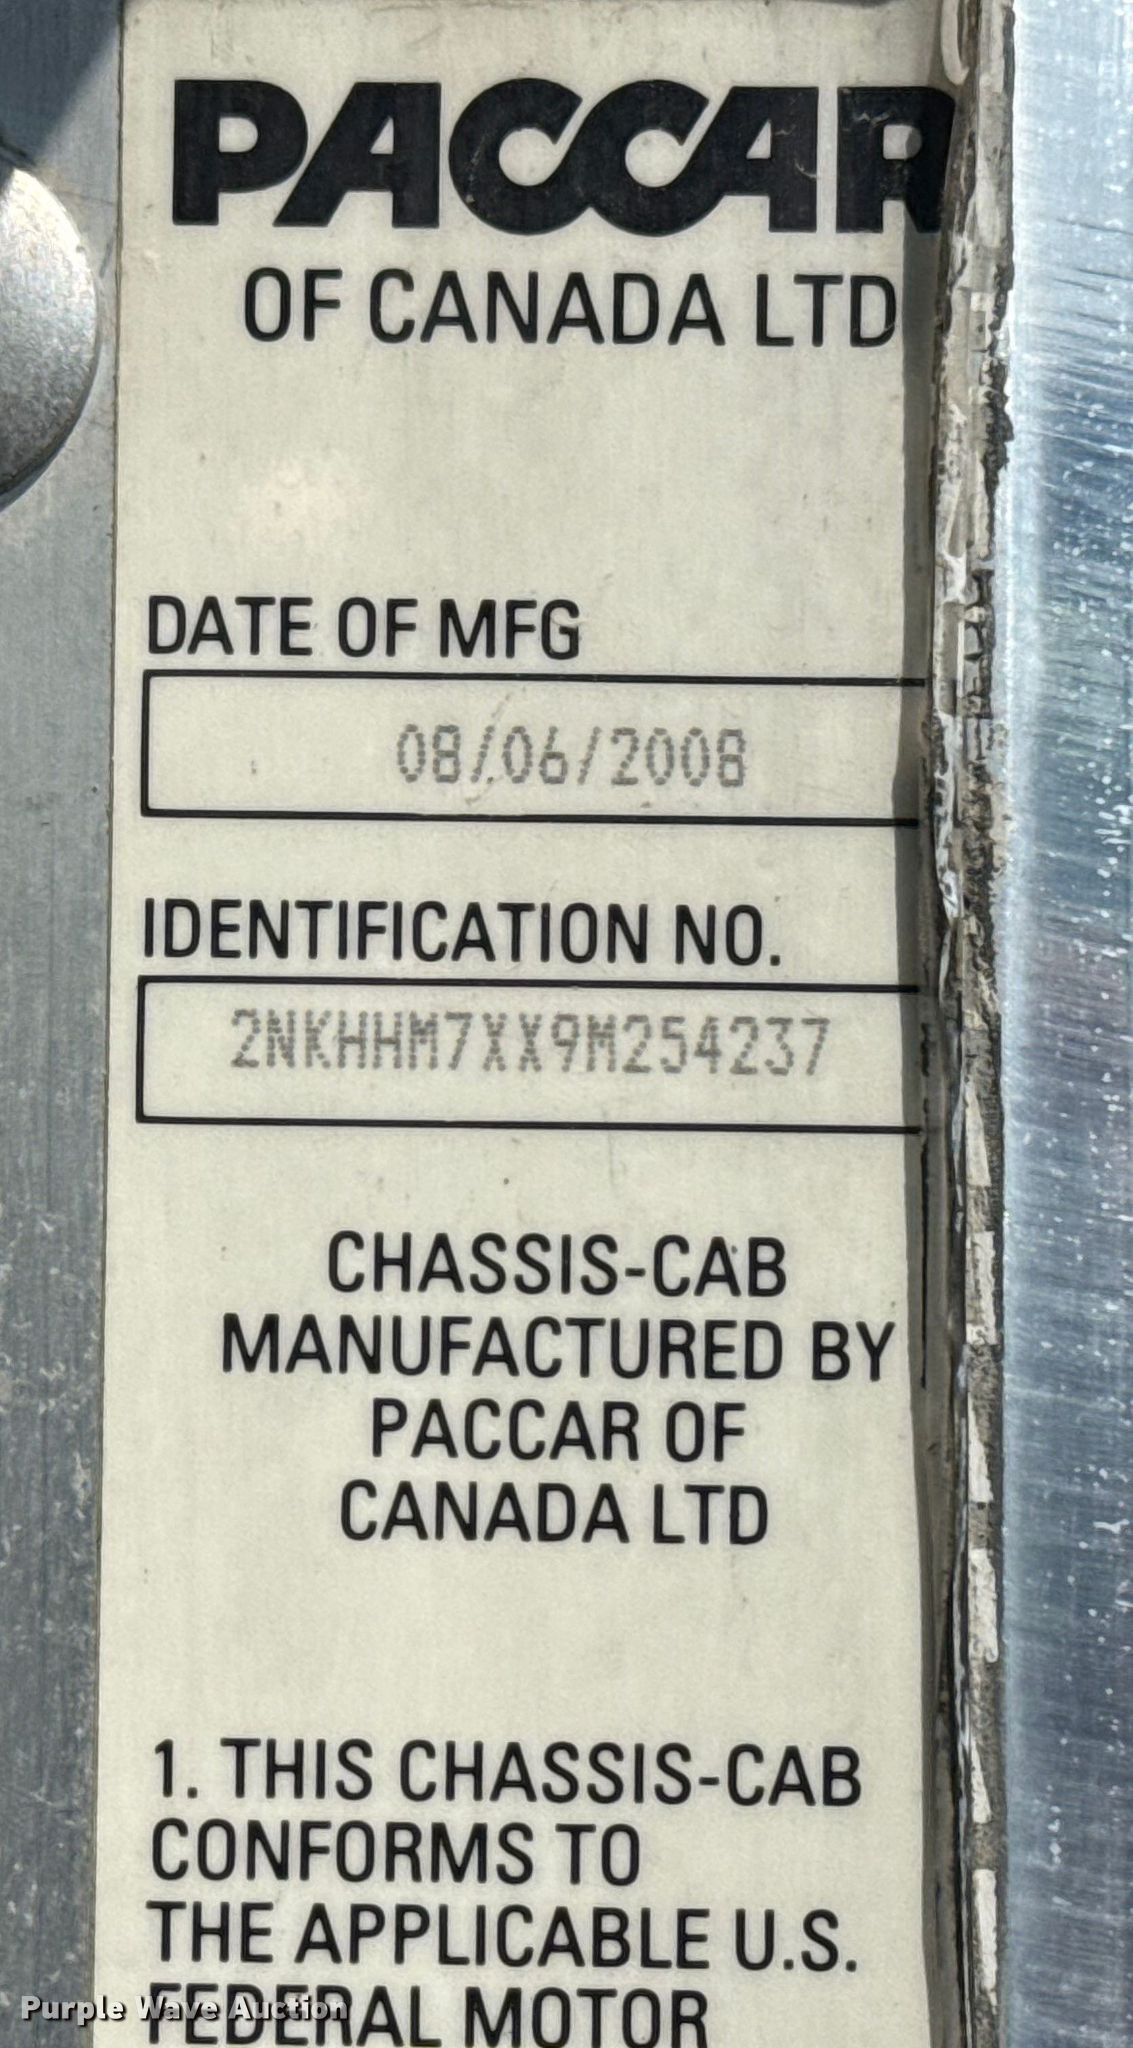 PACCAR
OF CANADA LTD
DATE OF MFG
08/06/2008
IDENTIFICATION NO.
2NKHHM7XX9M254237
CHASSIS-CAB
MANUFACTURED BY
PACCAR OF
CANADA LTD
1. THIS CHASSIS-CAB
CONFORMS TO
THE APPLICABLE U.S.
FEDERAL MOTOR
Purple Wave Auction